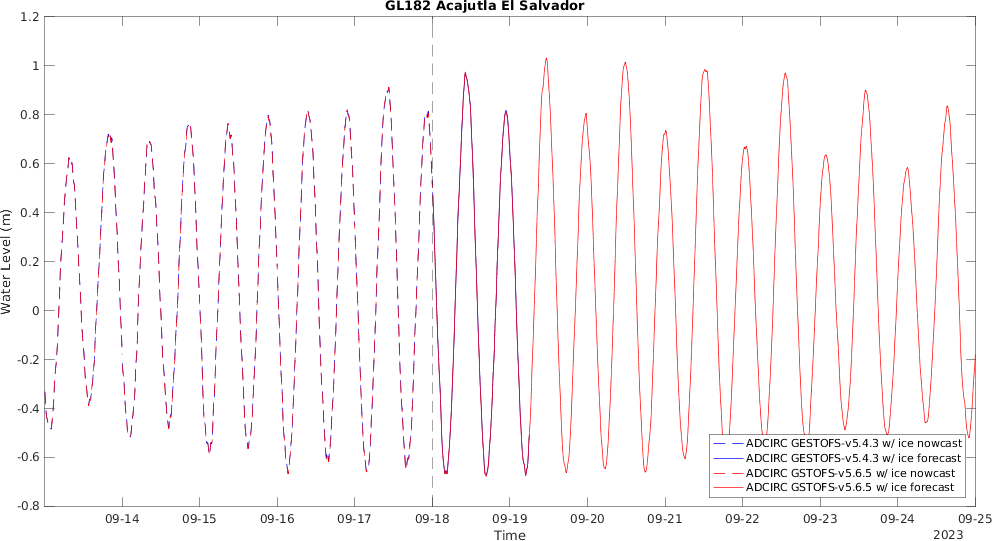 GL182 Acajutla El Salvador
1.2
1
0.8
0.6
0.4
0.2
0
-0.2
-0.4
-0.6
-0.8
Water Level (m)
ADCIRC GESTOFS-v5.4.3 w/ ice nowcast
ADCIRC GESTOFS-v5.4.3 w/ ice forecast
ADCIRC GSTOFS-v5.6.5 w/ ice nowcast
ADCIRC GSTOFS-v5.6.5 w/ ice forecast
09-14 09-15 09-16 09-17 09-18 09-19 09-20 09-21 09-22 09-23 09-24 09-25
Time 2023